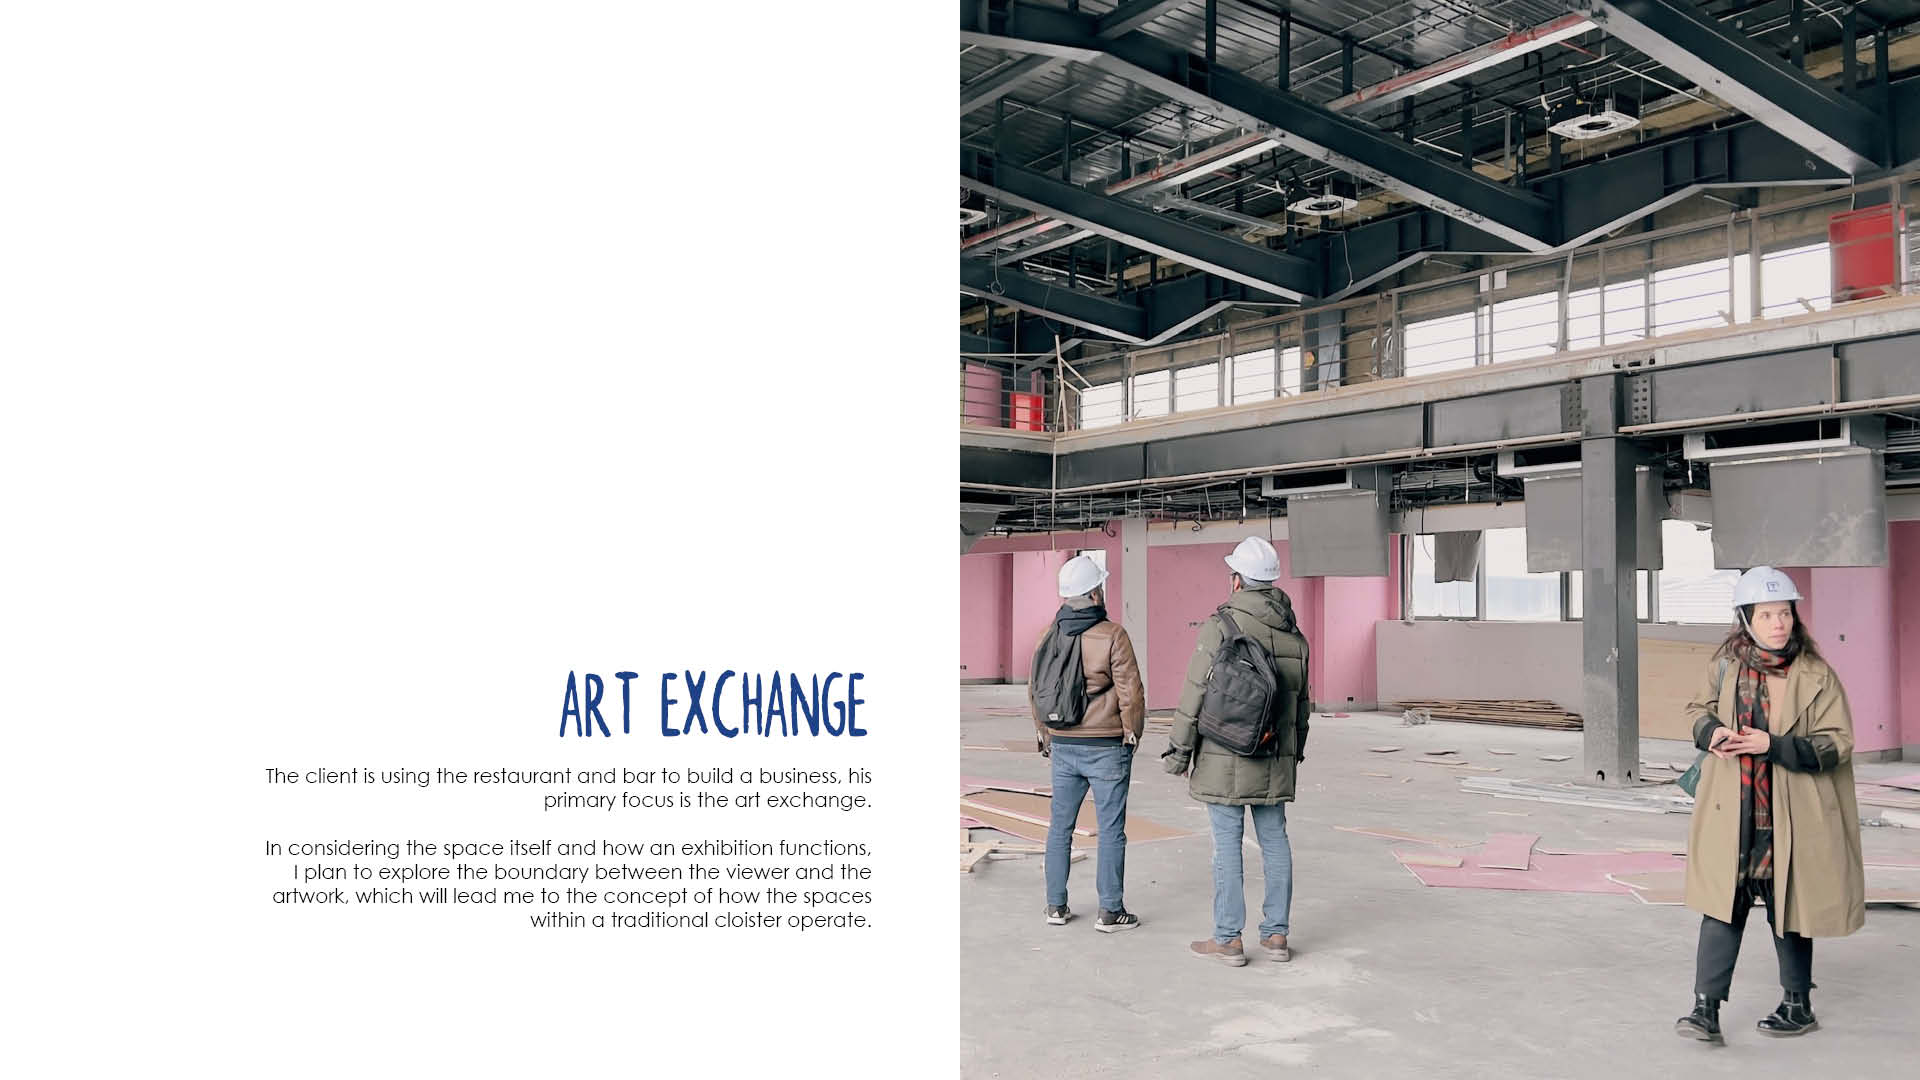 ART EXCHANGE
The client is using the restaurant and bar to build a business, his
primary focus is the art exchange.
In considering the space itself and how an exhibition functions,
I plan to explore the boundary between the viewer and the
artwork, which will lead me to the concept of how the spaces
within a traditional cloister operate.